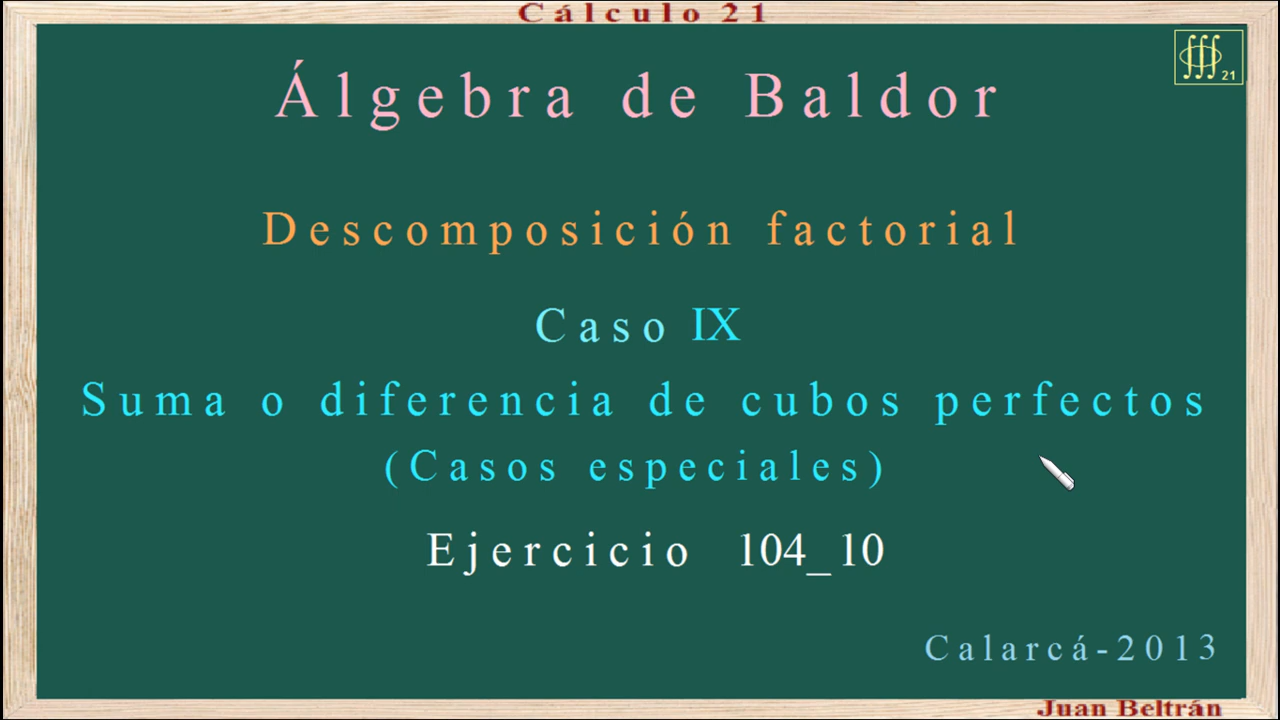 Cálculo 21
∭ 21
Álgebra de Baldor
Descomposición factorial
Caso IX
Suma o diferencia de cubos perfectos
(Casos especiales)
Ejercicio 104_10
Calarcá-2013
Juan Beltrán